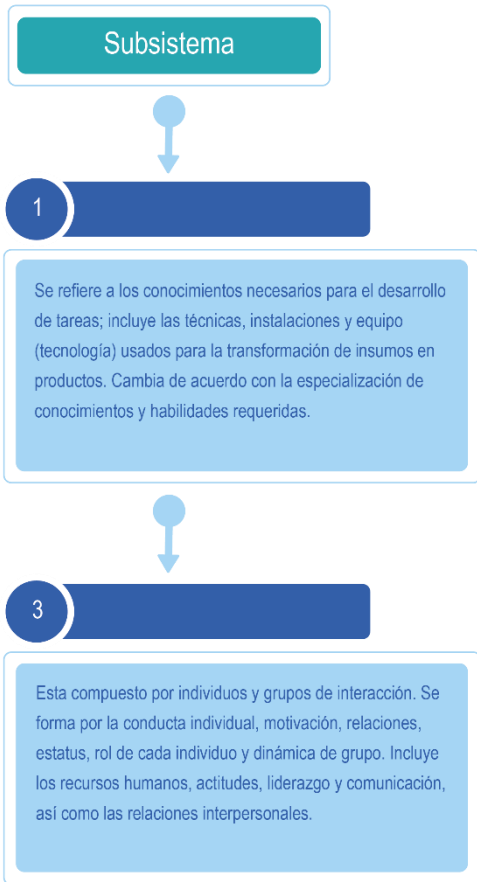 Subsistema
1
Se refiere a los conocimientos necesarios para el desarrollo
de tareas; incluye las técnicas, instalaciones y equipo
(tecnología) usados para la transformación de insumos en
productos. Cambia de acuerdo con la especialización de
conocimientos y habilidades requeridas.
3
Esta compuesto por individuos y grupos de interacción. Se
forma por la conducta individual, motivación, relaciones,
estatus, rol de cada individuo y dinámica de grupo. Incluye
los recursos humanos, actitudes, liderazgo y comunicación,
así como las relaciones interpersonales.